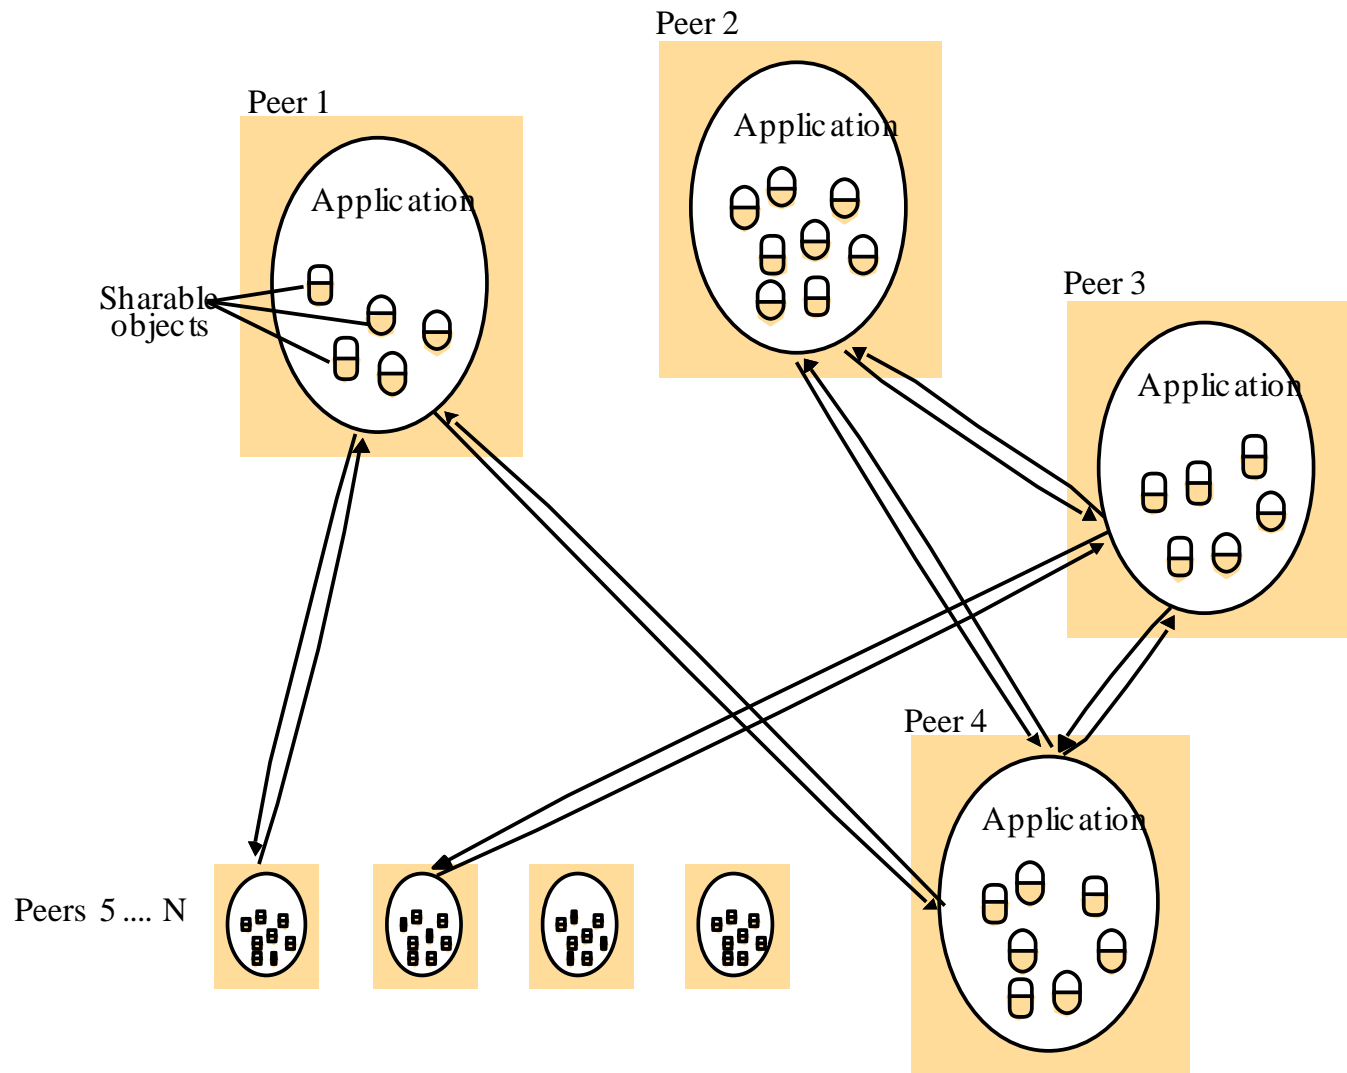 Peer 2
Peer 1
Application
Application
Peer 3
Sharable
objects
Application
Peer 4
Application
Peers 5 .... N